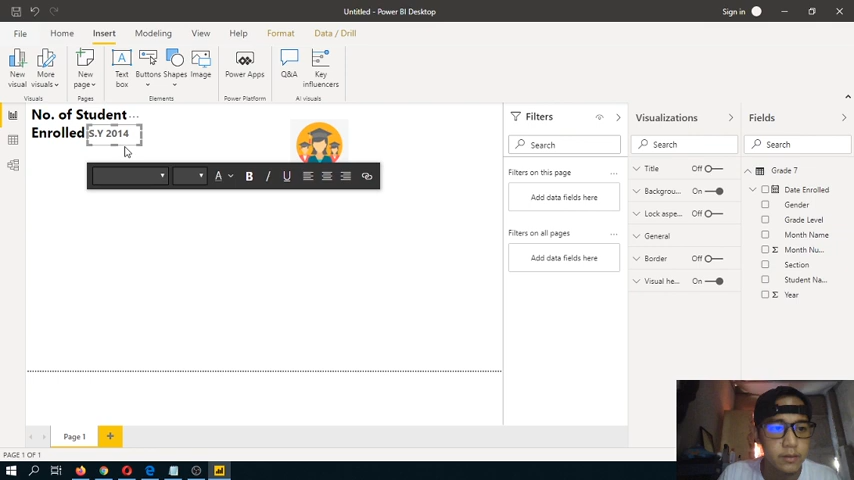 Untitled - Power BI Desktop
Sign in
File
Home
Insert
Modeling
View
Help
Format
Data / Drill
New visual
More visuals
New page
Text box
Buttons
Shapes
Image
Power Apps
Q&A
Key influencers
Visuals
Pages
Elements
Power Platform
AI visuals
No. of Student
Enrolled
S.Y 2014
A
B
I
U
Filters
Search
Filters on this page
Add data fields here
Filters on all pages
Add data fields here
Visualizations
Search
Title Off
Backgrou... On
Lock aspe... Off
General
Border Off
Visual he... On
Fields
Search
Grade 7
Date Enrolled
Gender
Grade Level
Month Name
Σ Month Nu...
Section
Student Na...
Σ Year
Page 1
+
PAGE 1 OF 1